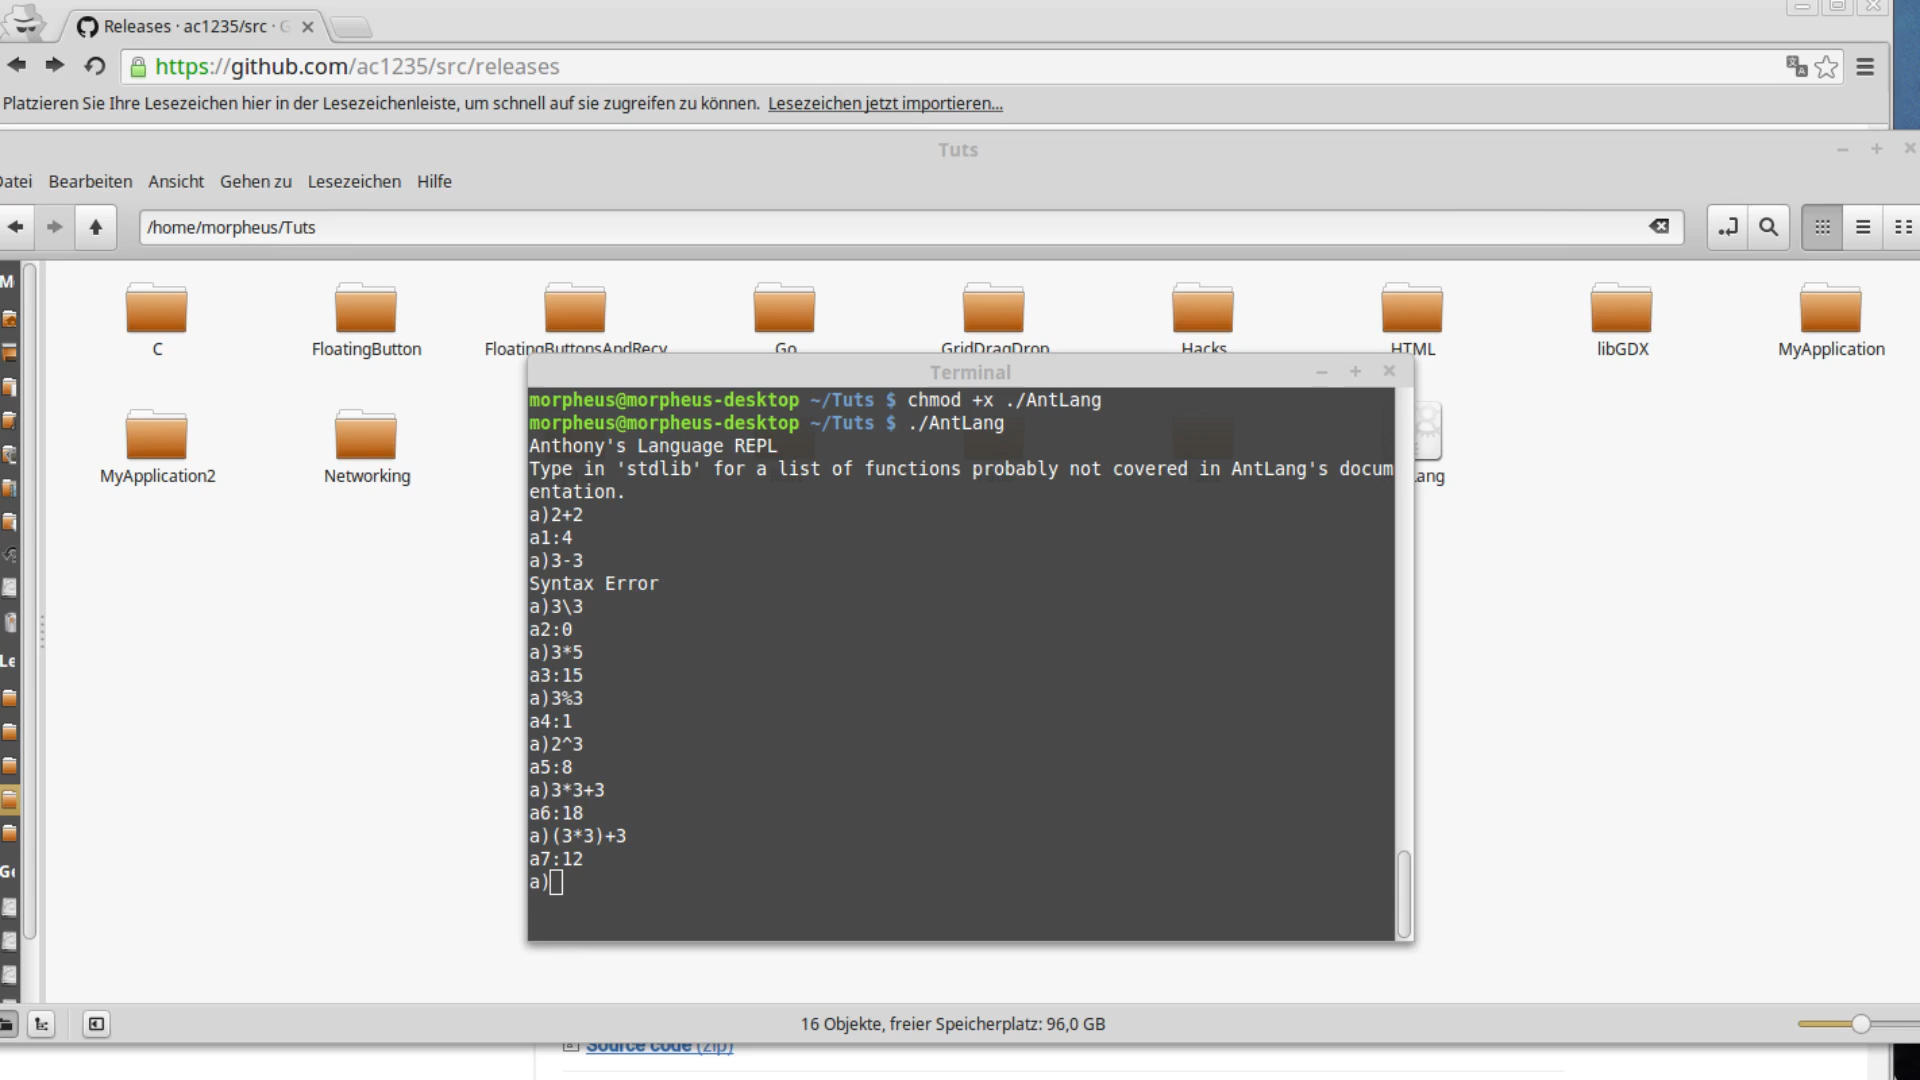 Releases · ac1235/src · G
https://github.com/ac1235/src/releases
Platzieren Sie Ihre Lesezeichen hier in der Lesezeichenleiste, um schnell auf sie zugreifen zu können. Lesezeichen jetzt importieren...
Tuts
Datei Bearbeiten Ansicht Gehen zu Lesezeichen Hilfe
/home/morpheus/Tuts
M
C FloatingButton FloatingButtonsAndRecy Go GridDragDrop Hacks HTML libGDX MyApplication
MyApplication2 Networking Lang
Le
Ge
Terminal
morpheus@morpheus-desktop ~/Tuts $ chmod +x ./AntLang
morpheus@morpheus-desktop ~/Tuts $ ./AntLang
Anthony's Language REPL
Type in 'stdlib' for a list of functions probably not covered in AntLang's docum
entation.
a)2+2
a1:4
a)3-3
Syntax Error
a)3\3
a2:0
a)3*5
a3:15
a)3%3
a4:1
a)2^3
a5:8
a)3*3+3
a6:18
a)(3*3)+3
a7:12
a)
16 Objekte, freier Speicherplatz: 96,0 GB
Source code (zip)